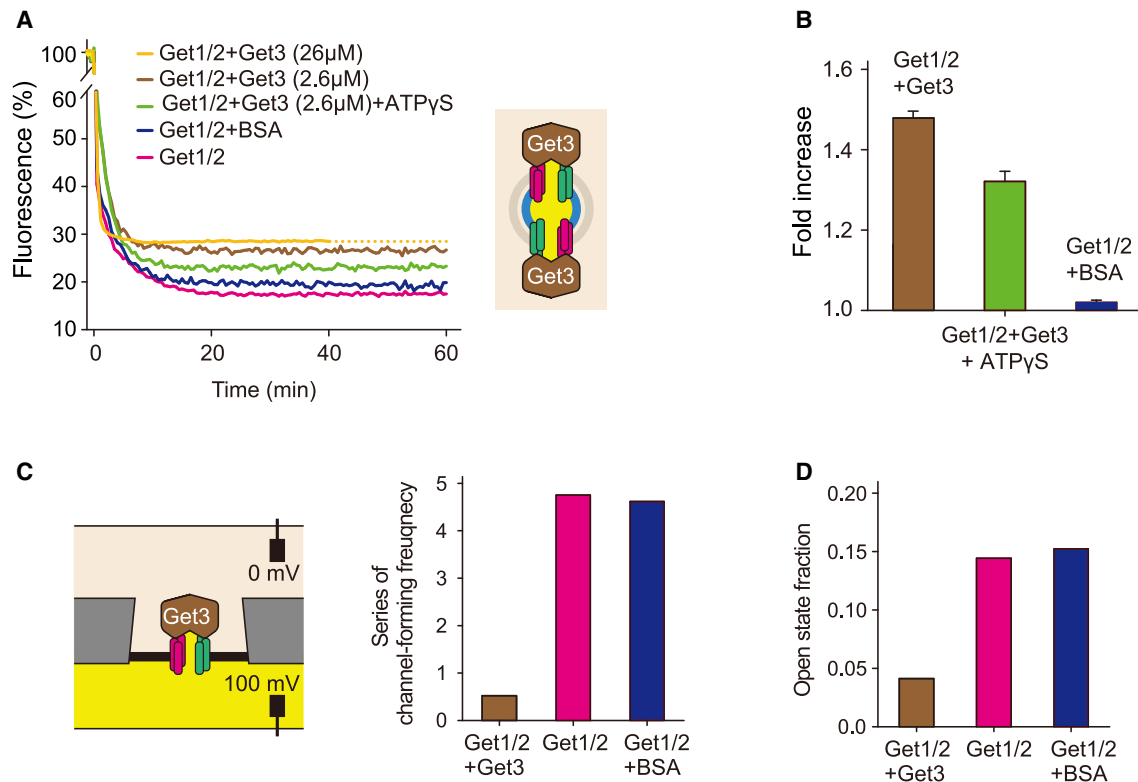 A
Fluorescence (%)
100
60
50
40
30
20
10
0
20
40
60
Time (min)
Get1/2+Get3 (26μM)
Get1/2+Get3 (2.6μM)
Get1/2+Get3 (2.6μM)+ATPγS
Get1/2+BSA
Get1/2
Get3
Get3
B
Fold increase
1.6
1.4
1.2
1.0
Get1/2
+Get3
Get1/2+Get3
+ ATPγS
Get1/2
+BSA
C
0 mV
Get3
100 mV
Series of
channel-forming freuqnecy
5
4
3
2
1
0
Get1/2
+Get3
Get1/2
Get1/2
+BSA
D
Open state fraction
0.20
0.15
0.10
0.05
0.0
Get1/2
+Get3
Get1/2
Get1/2
+BSA